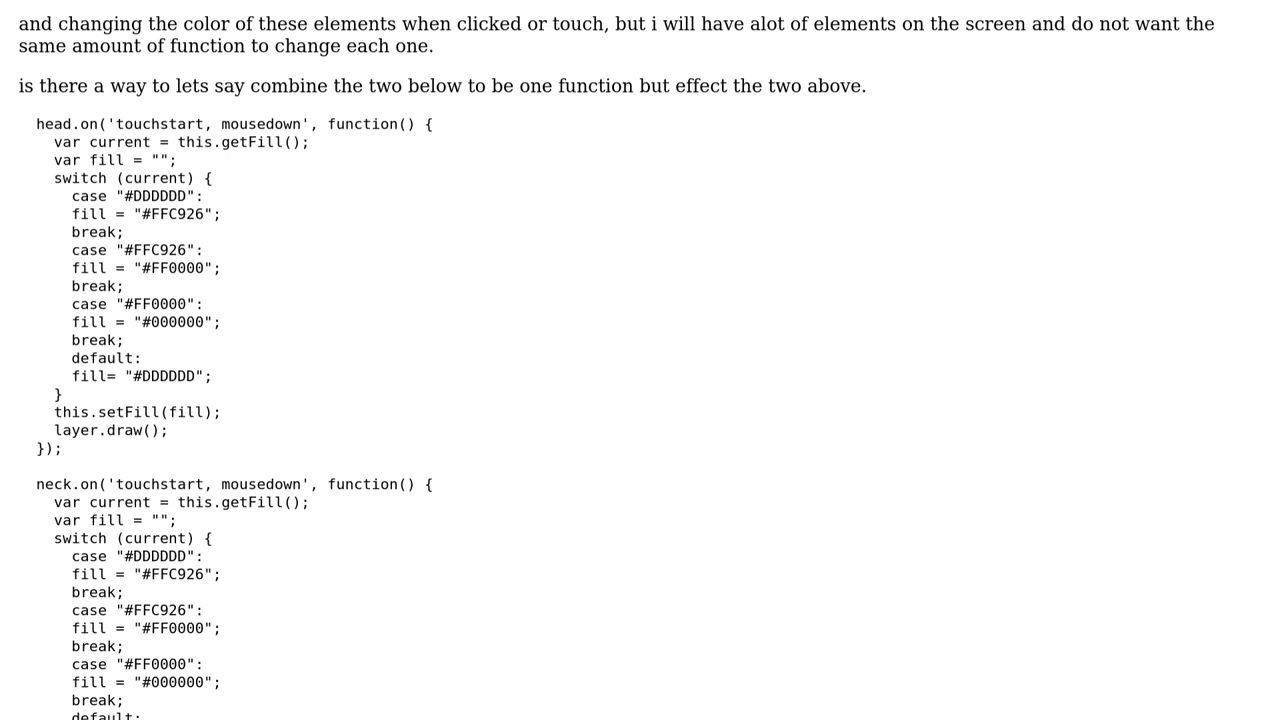 and changing the color of these elements when clicked or touch, but i will have alot of elements on the screen and do not want the
same amount of function to change each one.
is there a way to lets say combine the two below to be one function but effect the two above.
head.on('touchstart, mousedown', function() {
  var current = this.getFill();
  var fill = "";
  switch (current) {
    case "#DDDDDD":
    fill = "#FFC926";
    break;
    case "#FFC926":
    fill = "#FF0000";
    break;
    case "#FF0000":
    fill = "#000000";
    break;
    default:
    fill= "#DDDDDD";
  }
  this.setFill(fill);
  layer.draw();
});
neck.on('touchstart, mousedown', function() {
  var current = this.getFill();
  var fill = "";
  switch (current) {
    case "#DDDDDD":
    fill = "#FFC926";
    break;
    case "#FFC926":
    fill = "#FF0000";
    break;
    case "#FF0000":
    fill = "#000000";
    break;
    default: